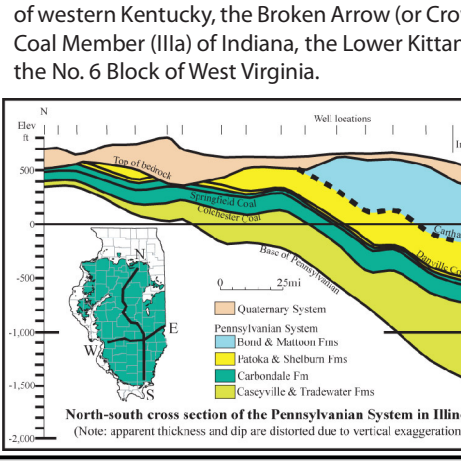 of western Kentucky, the Broken Arrow (or Cro
Coal Member (IIIa) of Indiana, the Lower Kittan
the No. 6 Block of West Virginia.
N
Elev
ft
Well locations
In
500
0
-500
-1,000
-1,500
-2,000
Top of bedrock
Springfield Coal
Colchester Coal
Base of Pennsylvanian
Cartha
Danville Co
N
W
E
S
0 25mi
Quaternary System
Pennsylvanian System
Bond & Mattoon Fms
Patoka & Shelburn Fms
Carbondale Fm
Caseyville & Tradewater Fms
North-south cross section of the Pennsylvanian System in Illin
(Note: apparent thickness and dip are distorted due to vertical exaggeration